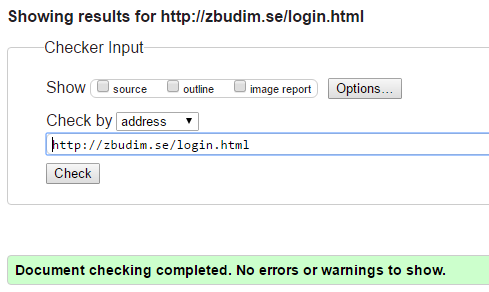 Showing results for http://zbudim.se/login.html
Checker Input
Show source outline image report Options...
Check by address
http://zbudim.se/login.html
Check
Document checking completed. No errors or warnings to show.